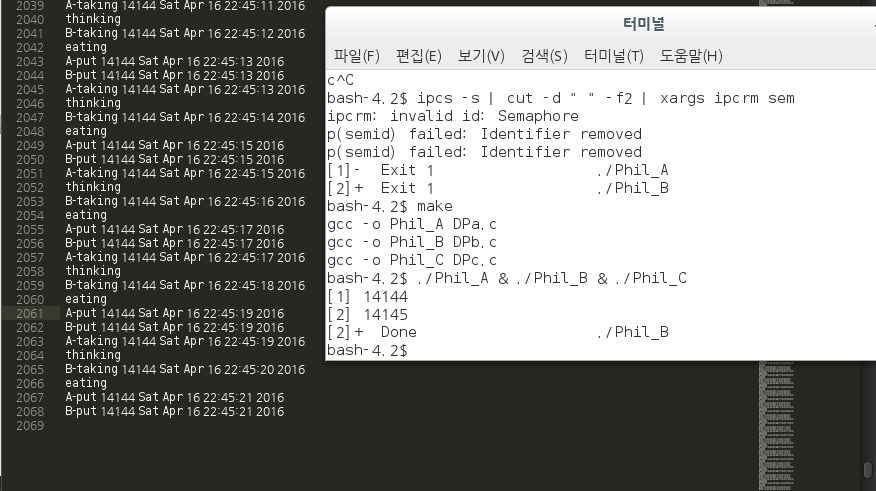 2039 A-taking 14144 Sat Apr 16 22:45:11 2016
2040 thinking
2041 B-taking 14144 Sat Apr 16 22:45:12 2016
2042 eating
2043 A-put 14144 Sat Apr 16 22:45:13 2016
2044 B-put 14144 Sat Apr 16 22:45:13 2016
2045 A-taking 14144 Sat Apr 16 22:45:13 2016
2046 thinking
2047 B-taking 14144 Sat Apr 16 22:45:14 2016
2048 eating
2049 A-put 14144 Sat Apr 16 22:45:15 2016
2050 B-put 14144 Sat Apr 16 22:45:15 2016
2051 A-taking 14144 Sat Apr 16 22:45:15 2016
2052 thinking
2053 B-taking 14144 Sat Apr 16 22:45:16 2016
2054 eating
2055 A-put 14144 Sat Apr 16 22:45:17 2016
2056 B-put 14144 Sat Apr 16 22:45:17 2016
2057 A-taking 14144 Sat Apr 16 22:45:17 2016
2058 thinking
2059 B-taking 14144 Sat Apr 16 22:45:18 2016
2060 eating
2061 A-put 14144 Sat Apr 16 22:45:19 2016
2062 B-put 14144 Sat Apr 16 22:45:19 2016
2063 A-taking 14144 Sat Apr 16 22:45:19 2016
2064 thinking
2065 B-taking 14144 Sat Apr 16 22:45:20 2016
2066 eating
2067 A-put 14144 Sat Apr 16 22:45:21 2016
2068 B-put 14144 Sat Apr 16 22:45:21 2016
2069
터미널
파일(F) 편집(E) 보기(V) 검색(S) 터미널(T) 도움말(H)
c^C
bash-4.2$ ipcs -s | cut -d " " -f2 | xargs ipcrm sem
ipcrm: invalid id: Semaphore
p(semid) failed: Identifier removed
p(semid) failed: Identifier removed
[1]- Exit 1 ./Phil_A
[2]+ Exit 1 ./Phil_B
bash-4.2$ make
gcc -o Phil_A DPa.c
gcc -o Phil_B DPb.c
gcc -o Phil_C DPc.c
bash-4.2$ ./Phil_A & ./Phil_B & ./Phil_C
[1] 14144
[2] 14145
[2]+ Done ./Phil_B
bash-4.2$